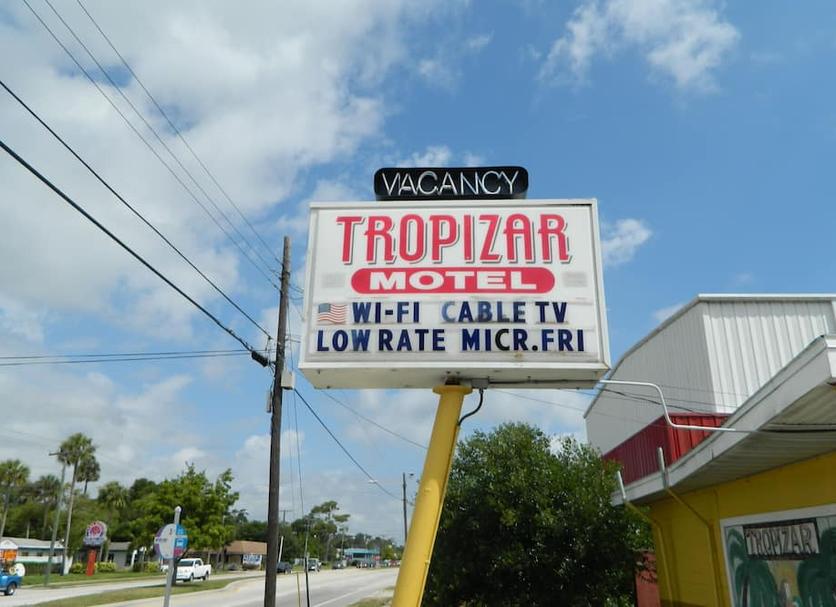 VACANCY
TROPIZAR
MOTEL
WI-FI CABLE TV
LOW RATE MICR.FRI
TROPIZAR